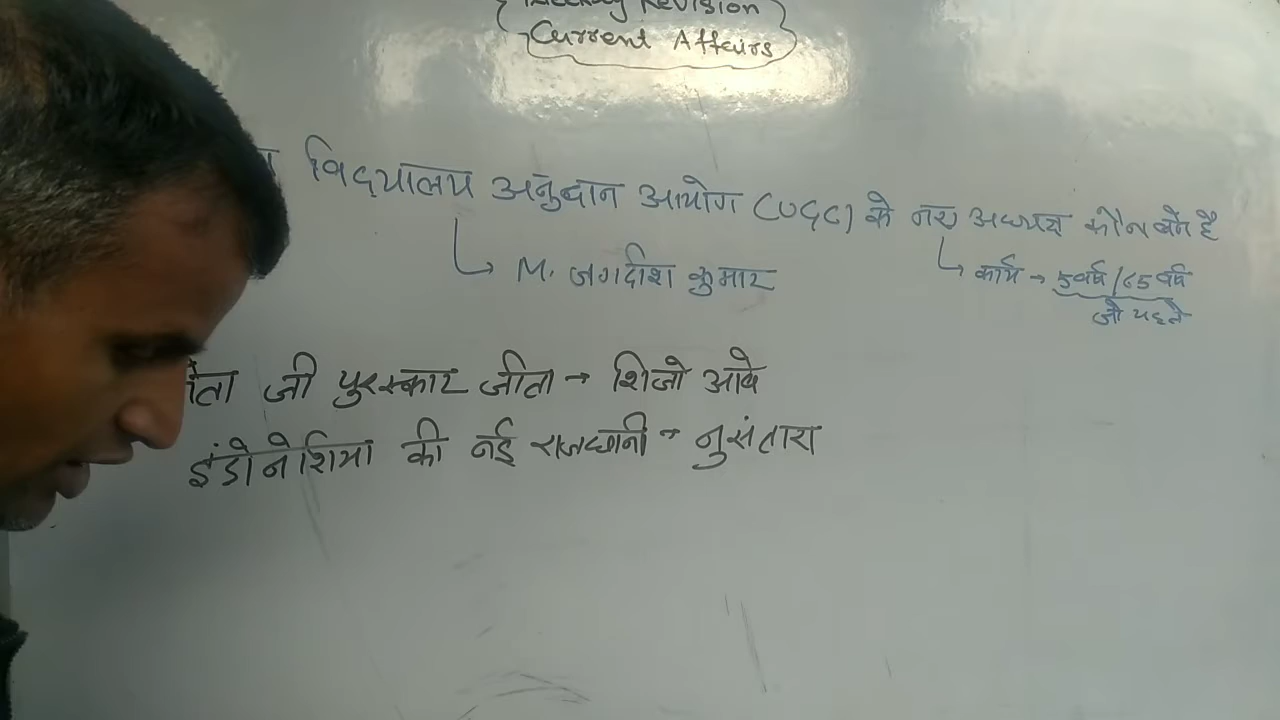 Revision
Current Affairs
विद्यालय अनुदान आयोग (UGC) के नए अध्यक्ष कौन बने है
M. जगदीश कुमार
कार्य → 5 वर्ष / 65 वर्ष
जो पहले
नेता जी पुरस्कार जीता → शिजो आबे
इंडोनेशिया की नई राजधानी → नुसंतारा